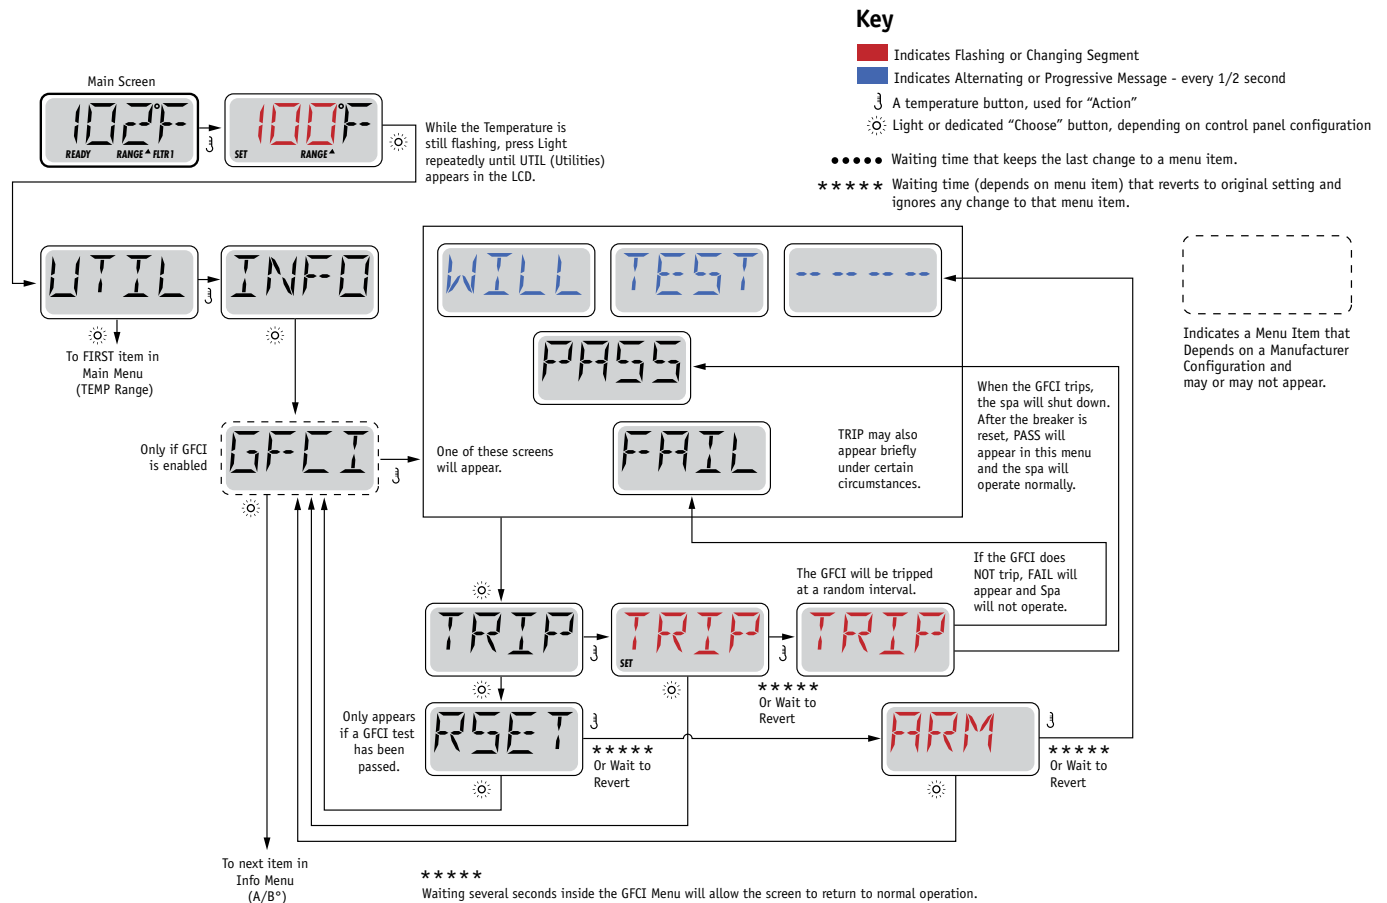 Key
Indicates Flashing or Changing Segment
Indicates Alternating or Progressive Message - every 1/2 second
A temperature button, used for “Action”
Light or dedicated “Choose” button, depending on control panel configuration
●●●●● Waiting time that keeps the last change to a menu item.
***** Waiting time (depends on menu item) that reverts to original setting and
ignores any change to that menu item.
Main Screen
102°F
READY RANGE FLTR1
100°F
SET RANGE
While the Temperature is
still flashing, press Light
repeatedly until UTIL (Utilities)
appears in the LCD.
UTIL
INFO
WILL
TEST
-- -- -- --
To FIRST item in
Main Menu
(TEMP Range)
PASS
Indicates a Menu Item that
Depends on a Manufacturer
Configuration and
may or may not appear.
When the GFCI trips,
the spa will shut down.
After the breaker is
reset, PASS will
appear in this menu
and the spa will
operate normally.
Only if GFCI
is enabled
GFCI
One of these screens
will appear.
FAIL
TRIP may also
appear briefly
under certain
circumstances.
If the GFCI does
NOT trip, FAIL will
appear and Spa
will not operate.
The GFCI will be tripped
at a random interval.
TRIP
TRIP
SET
TRIP
*****
Or Wait to
Revert
Only appears
if a GFCI test
has been
passed.
RSET
*****
Or Wait to
Revert
ARM
*****
Or Wait to
Revert
To next item in
Info Menu
(A/B°)
*****
Waiting several seconds inside the GFCI Menu will allow the screen to return to normal operation.